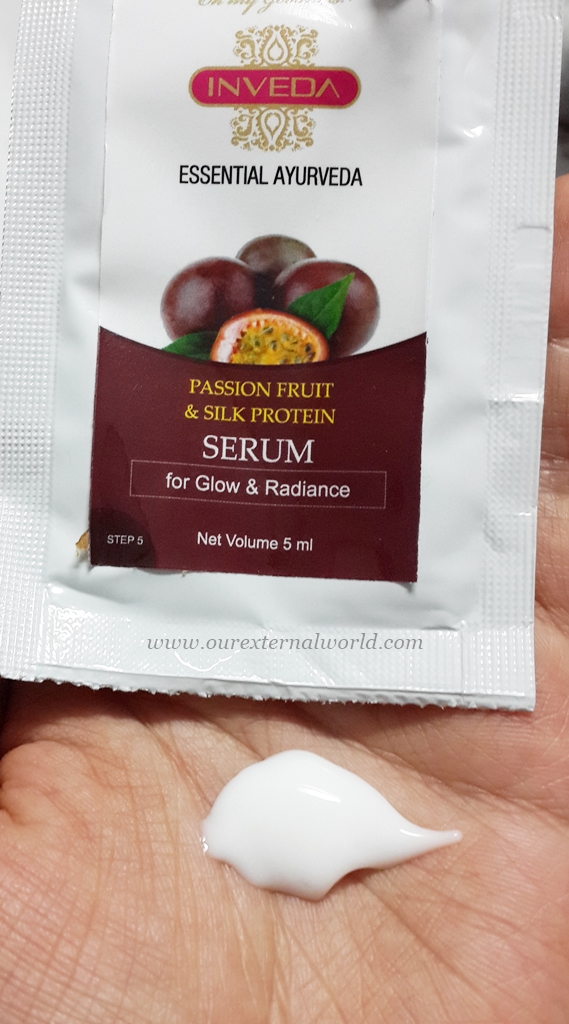 INVEDA
ESSENTIAL AYURVEDA
PASSION FRUIT
& SILK PROTEIN
SERUM
for Glow & Radiance
STEP 5
Net Volume 5 ml
www.ourexternalworld.com